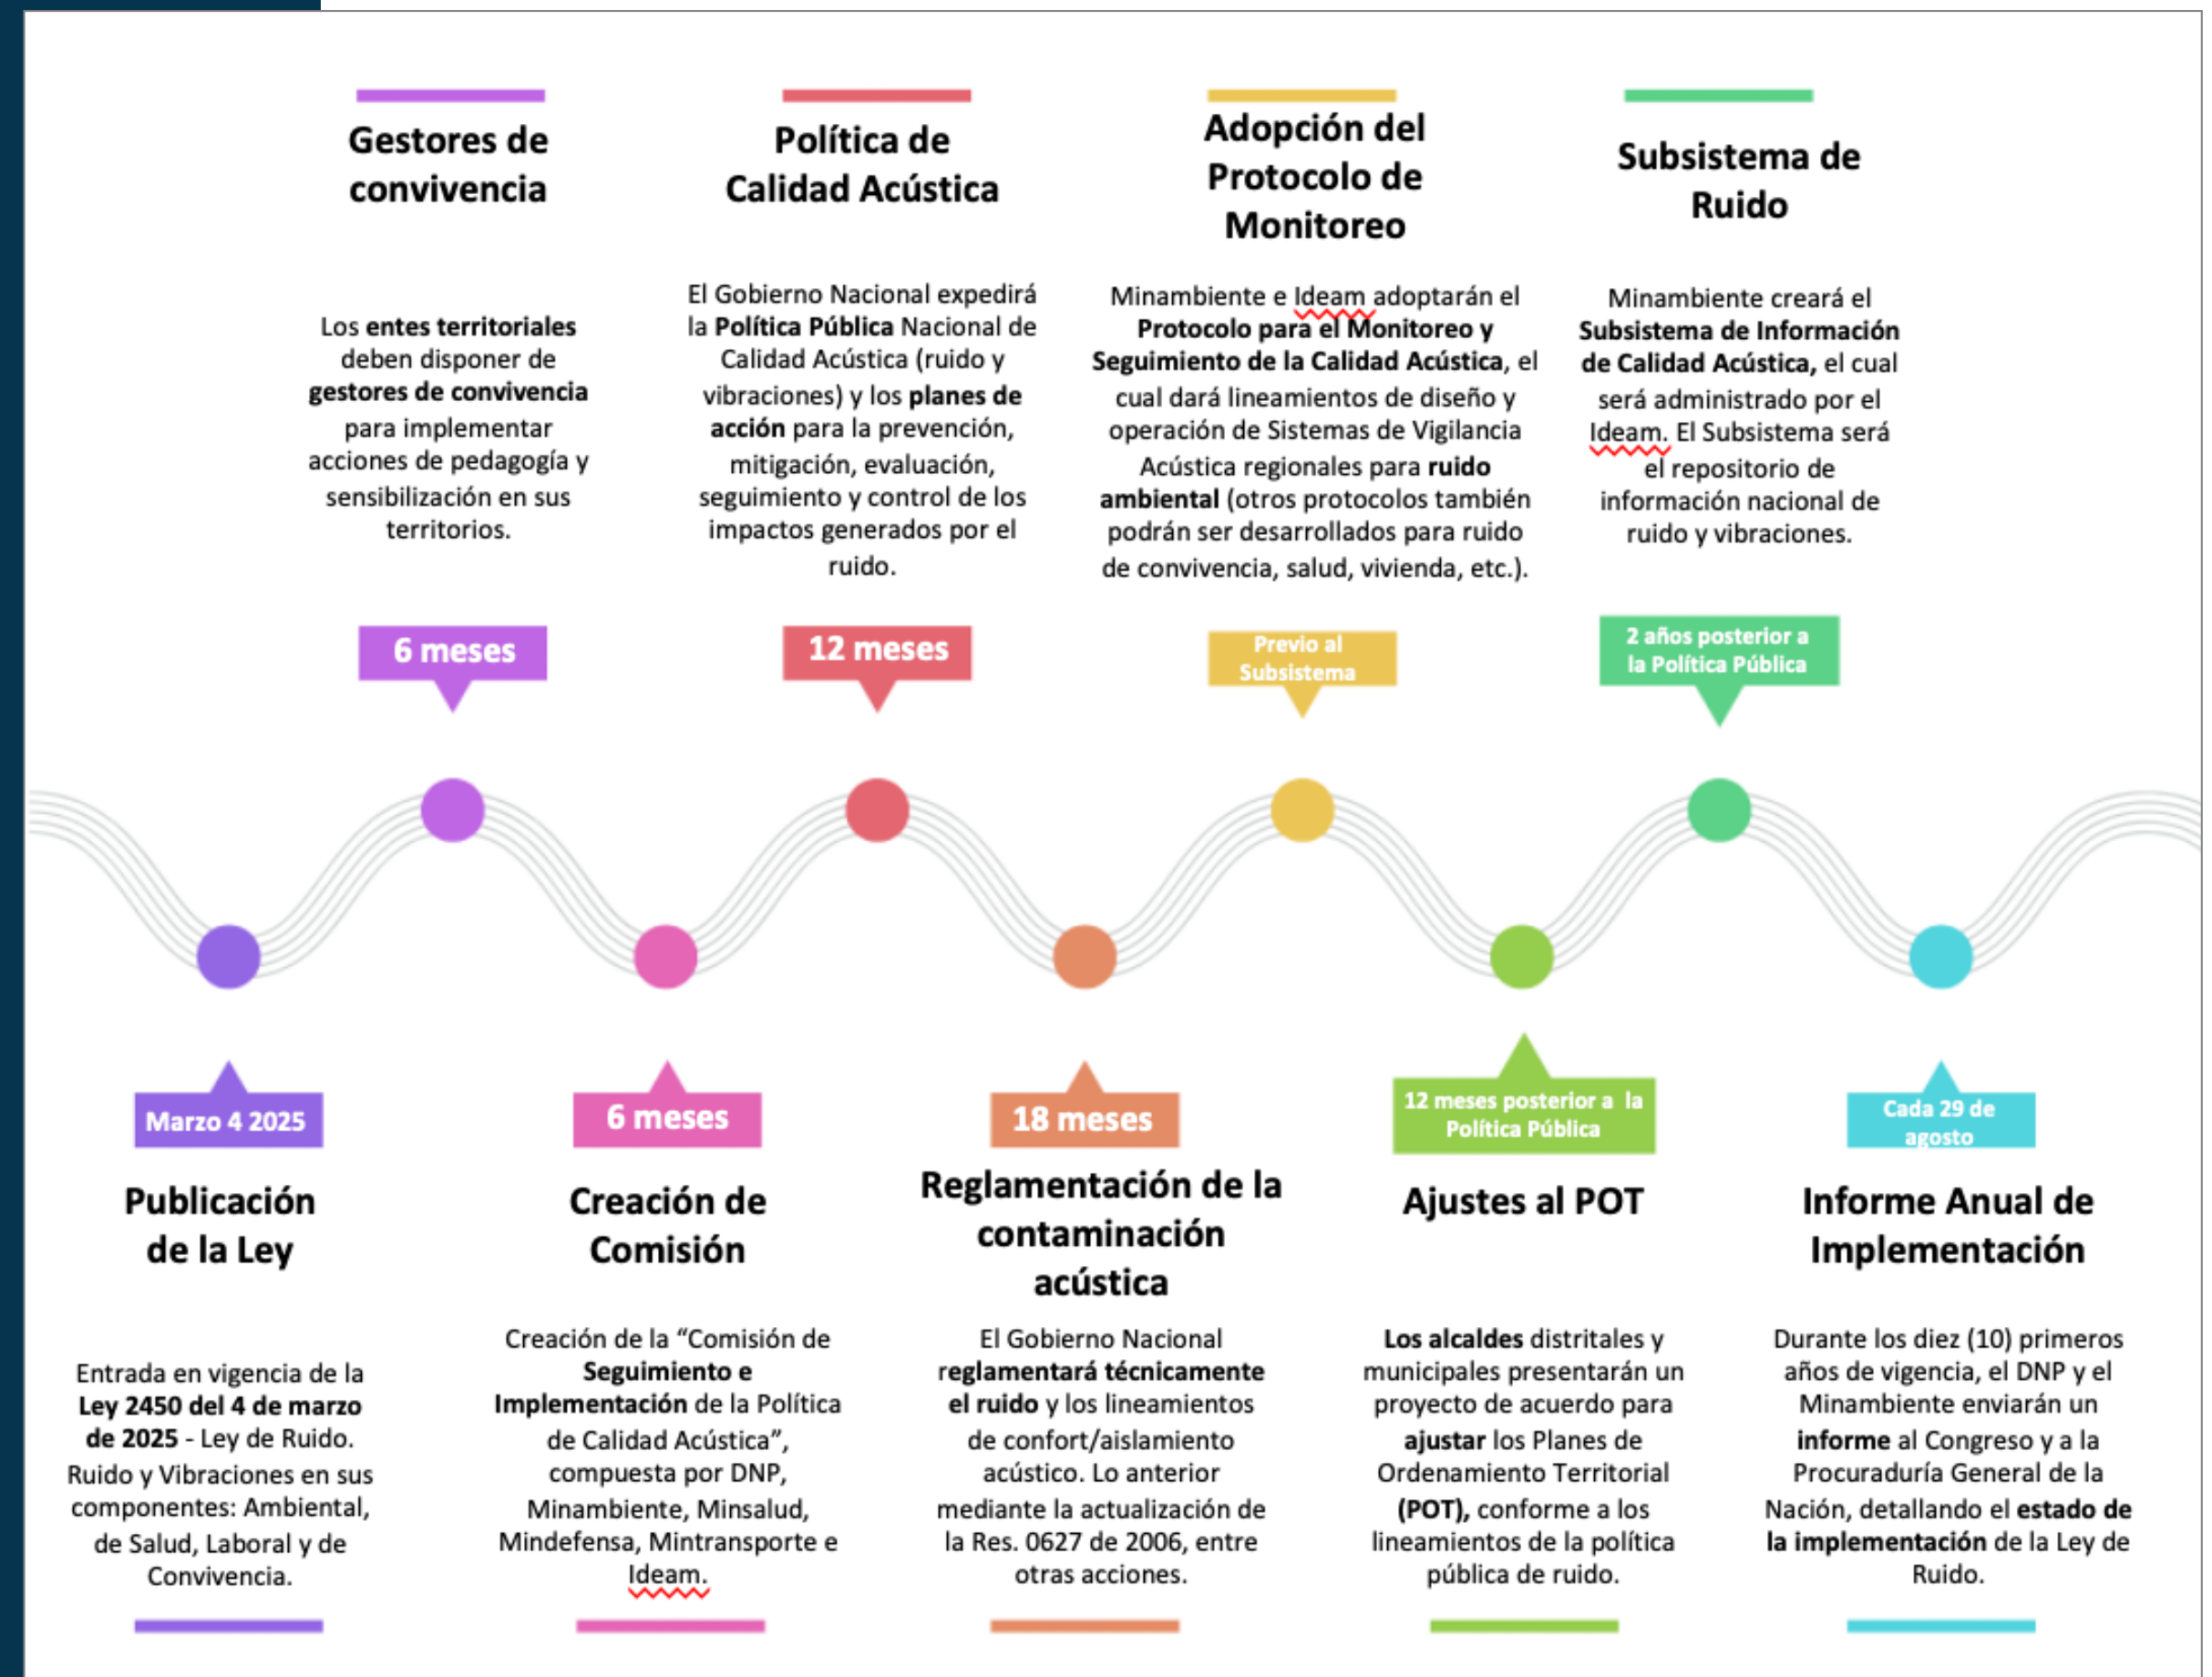 Gestores de
convivencia
Los entes territoriales
deben disponer de
gestores de convivencia
para implementar
acciones de pedagogía y
sensibilización en sus
territorios.
6 meses
Política de
Calidad Acústica
El Gobierno Nacional expedirá
la Política Pública Nacional de
Calidad Acústica (ruido y
vibraciones) y los planes de
acción para la prevención,
mitigación, evaluación,
seguimiento y control de los
impactos generados por el
ruido.
12 meses
Adopción del
Protocolo de
Monitoreo
Minambiente e Ideam adoptarán el
Protocolo para el Monitoreo y
Seguimiento de la Calidad Acústica, el
cual dará lineamientos de diseño y
operación de Sistemas de Vigilancia
Acústica regionales para ruido
ambiental (otros protocolos también
podrán ser desarrollados para ruido
de convivencia, salud, vivienda, etc.).
Previo al
Subsistema
Subsistema de
Ruido
Minambiente creará el
Subsistema de Información
de Calidad Acústica, el cual
será administrado por el
Ideam. El Subsistema será
el repositorio de
información nacional de
ruido y vibraciones.
2 años posterior a
la Política Pública
Marzo 4 2025
Publicación
de la Ley
Entrada en vigencia de la
Ley 2450 del 4 de marzo
de 2025 - Ley de Ruido.
Ruido y Vibraciones en sus
componentes: Ambiental,
de Salud, Laboral y de
Convivencia.
6 meses
Creación de
Comisión
Creación de la “Comisión de
Seguimiento e
Implementación de la Política
de Calidad Acústica”,
compuesta por DNP,
Minambiente, Minsalud,
Mindefensa, Mintransporte e
Ideam.
18 meses
Reglamentación de la
contaminación
acústica
El Gobierno Nacional
reglamentará técnicamente
el ruido y los lineamientos
de confort/aislamiento
acústico. Lo anterior
mediante la actualización de
la Res. 0627 de 2006, entre
otras acciones.
12 meses posterior a la
Política Pública
Ajustes al POT
Los alcaldes distritales y
municipales presentarán un
proyecto de acuerdo para
ajustar los Planes de
Ordenamiento Territorial
(POT), conforme a los
lineamientos de la política
pública de ruido.
Cada 29 de
agosto
Informe Anual de
Implementación
Durante los diez (10) primeros
años de vigencia, el DNP y el
Minambiente enviarán un
informe al Congreso y a la
Procuraduría General de la
Nación, detallando el estado de
la implementación de la Ley de
Ruido.